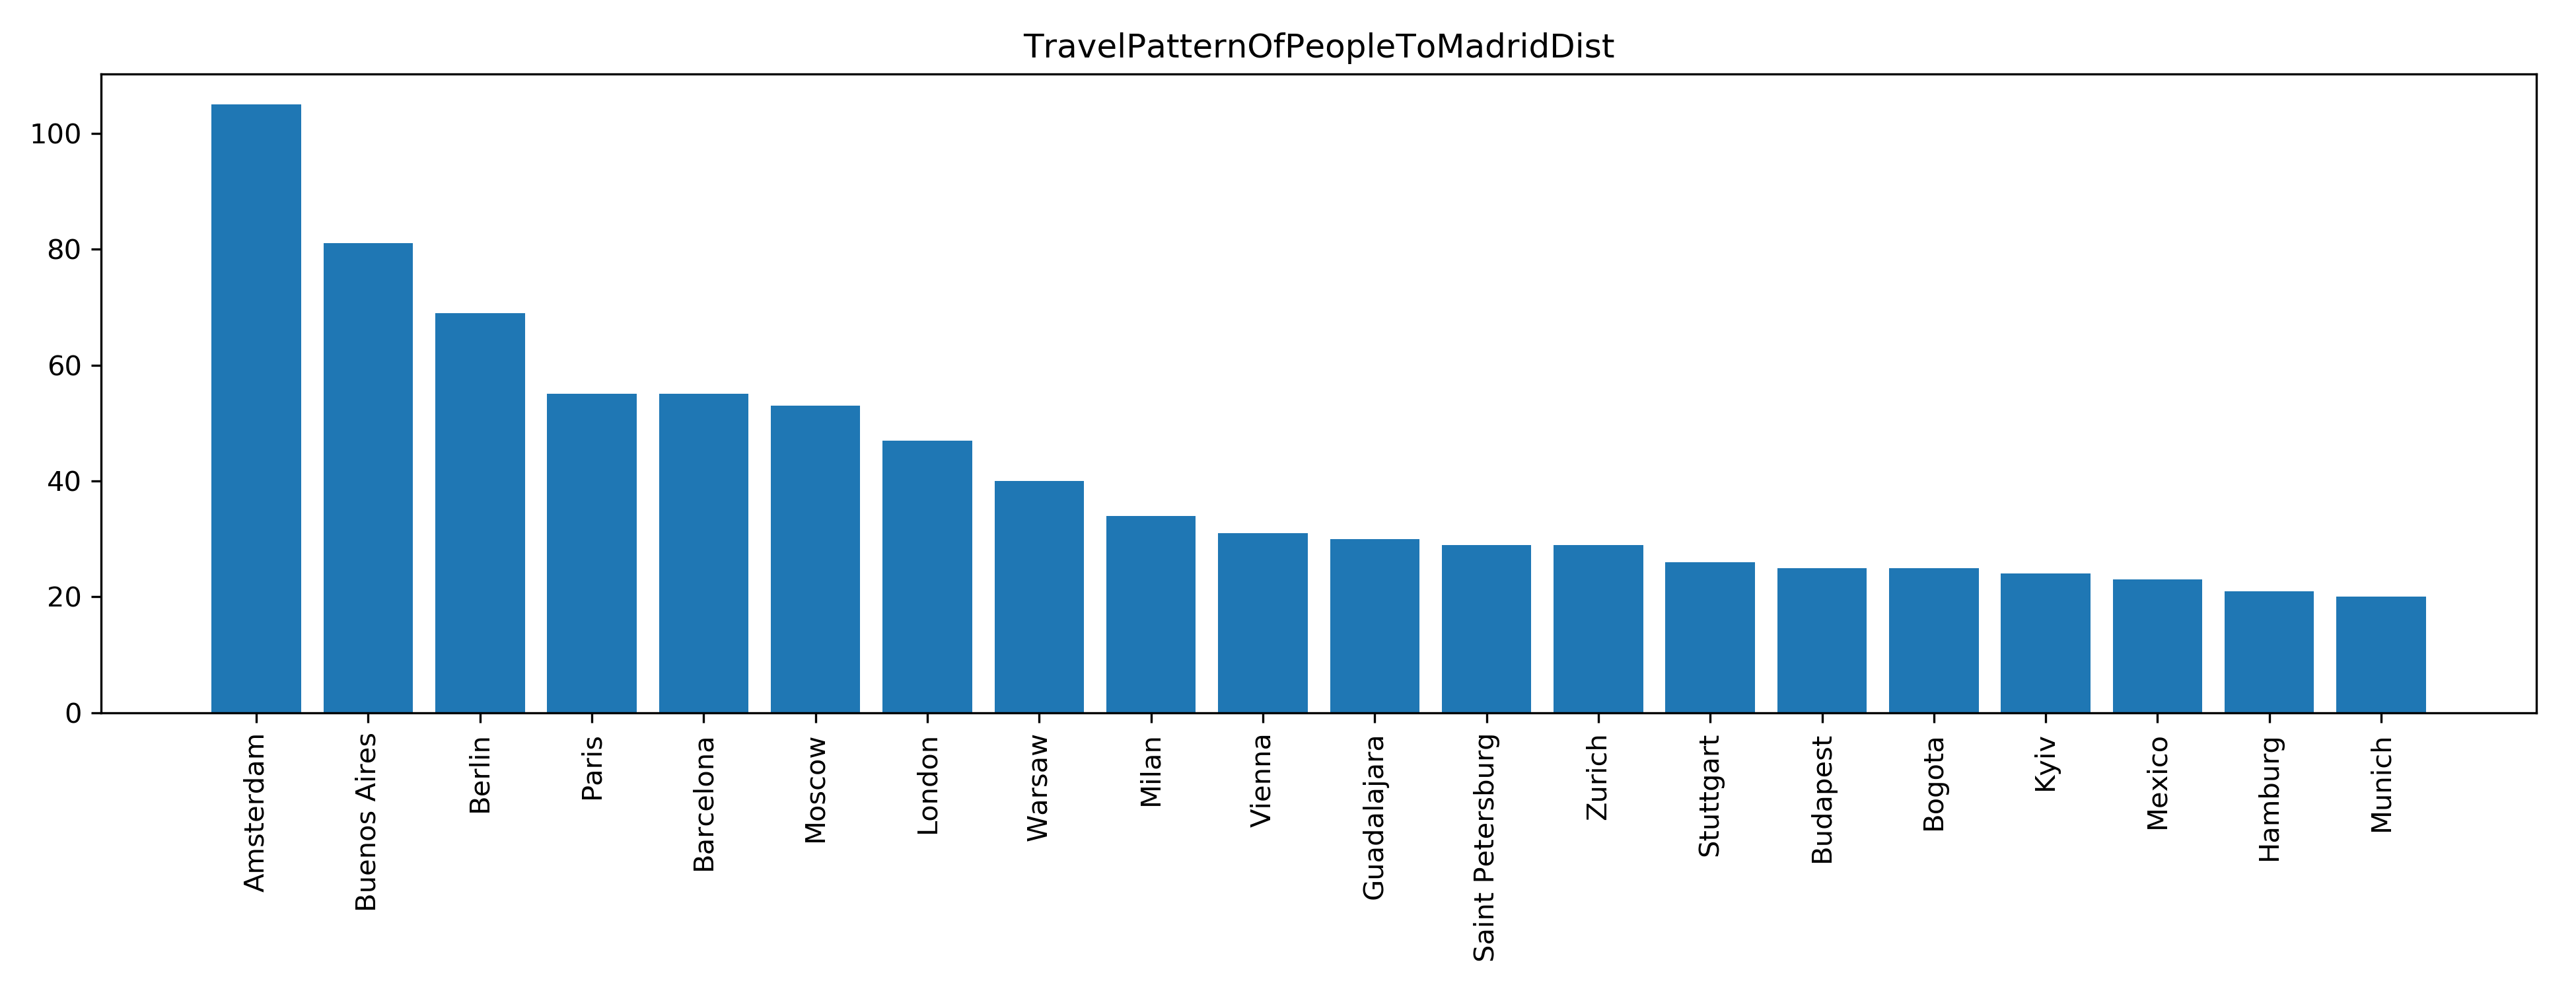 TravelPatternOfPeopleToMadridDist
100
80
60
40
20
0
Amsterdam
Buenos Aires
Berlin
Paris
Barcelona
Moscow
London
Warsaw
Milan
Vienna
Guadalajara
Saint Petersburg
Zurich
Stuttgart
Budapest
Bogota
Kyiv
Mexico
Hamburg
Munich